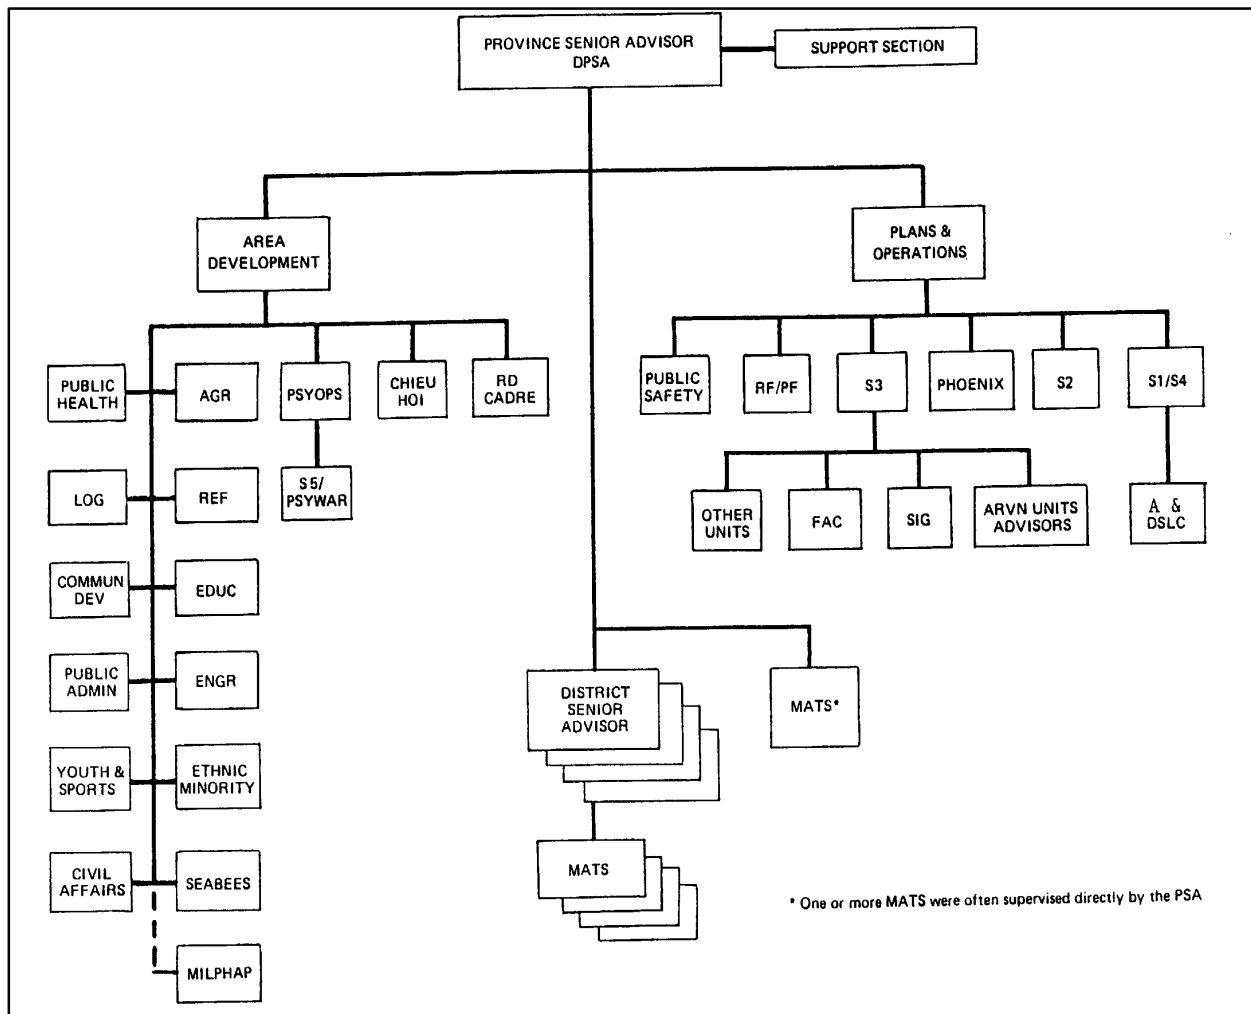 PROVINCE SENIOR ADVISOR
DPSA
SUPPORT SECTION
AREA
DEVELOPMENT
PLANS &
OPERATIONS
PUBLIC
HEALTH
AGR
PSYOPS
CHIEU
HOI
RD
CADRE
PUBLIC
SAFETY
RF/PF
S3
PHOENIX
S2
S1/S4
LOG
REF
S5/
PSYWAR
OTHER
UNITS
FAC
SIG
ARVN UNITS
ADVISORS
A &
DSLC
COMMUN
DEV
EDUC
PUBLIC
ADMIN
ENGR
DISTRICT
SENIOR
ADVISOR
MATS*
YOUTH &
SPORTS
ETHNIC
MINORITY
CIVIL
AFFAIRS
SEABEES
MATS
* One or more MATS were often supervised directly by the PSA
MILPHAP